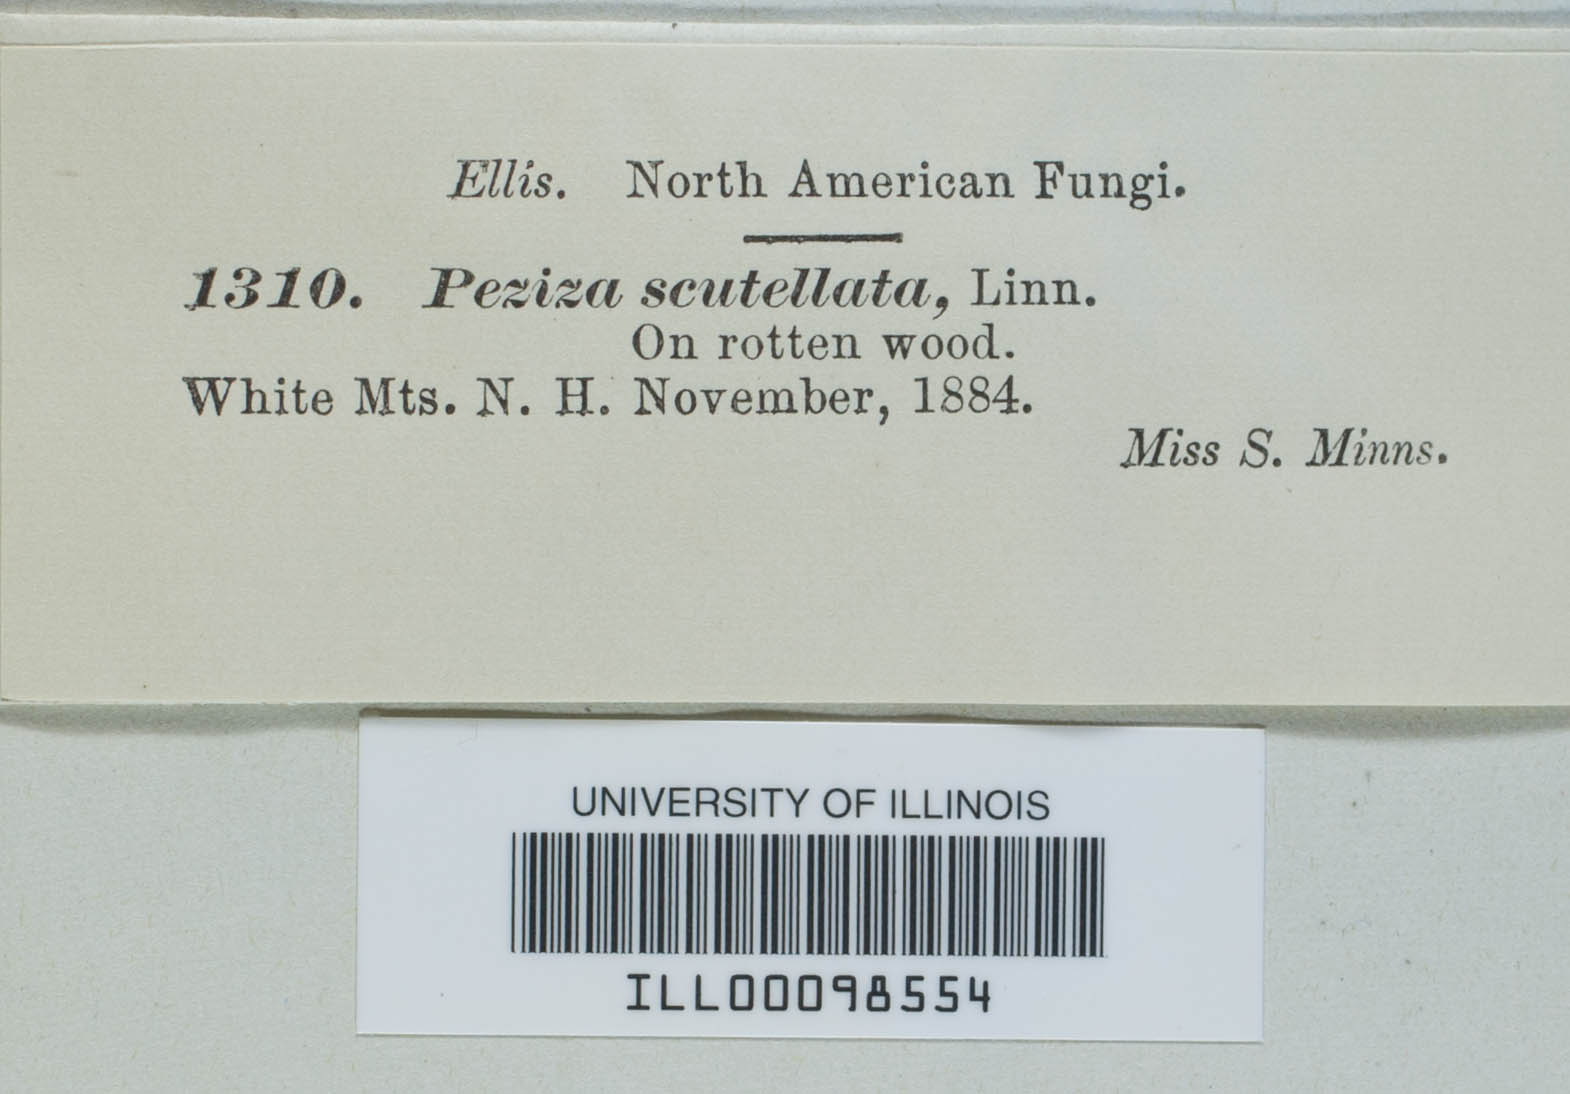 Ellis. North American Fungi.
1310. Peziza scutellata, Linn.
On rotten wood.
White Mts. N. H. November, 1884.
Miss S. Minns.
UNIVERSITY OF ILLINOIS
ILL00098554